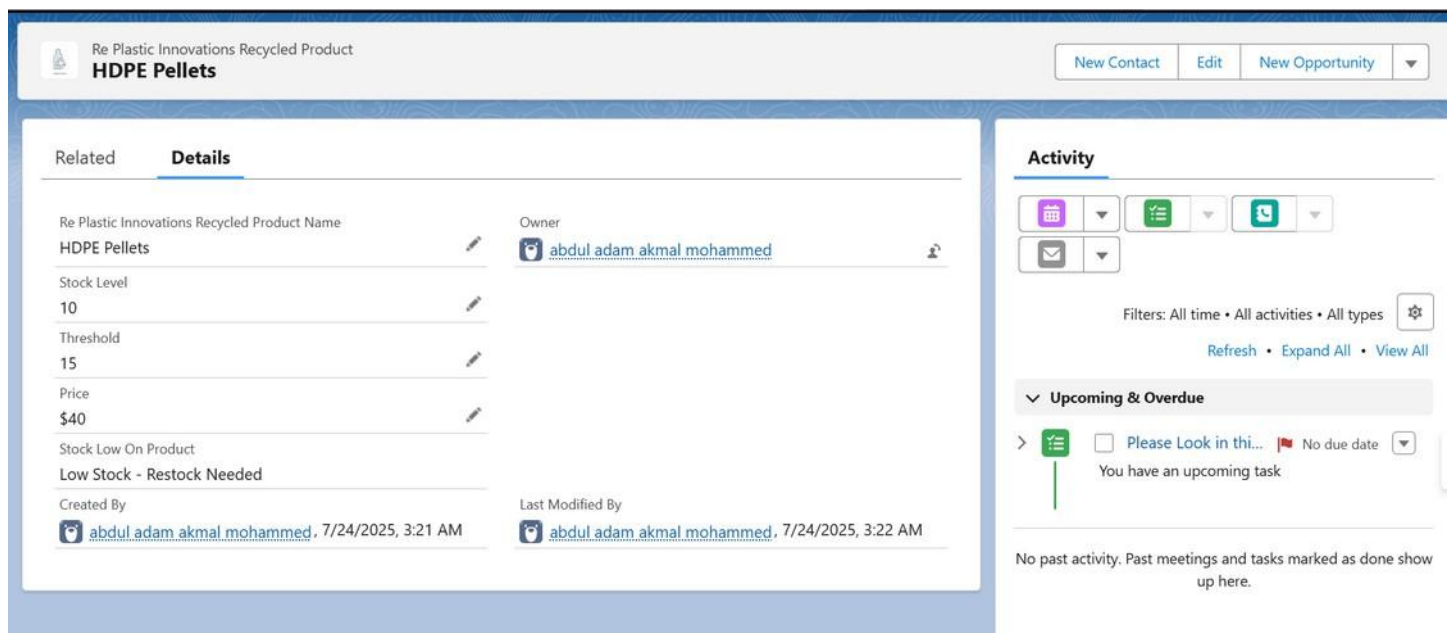 Re Plastic Innovations Recycled Product
HDPE Pellets
New Contact
Edit
New Opportunity
Related
Details
Re Plastic Innovations Recycled Product Name
HDPE Pellets
Owner
abdul adam akmal mohammed
Stock Level
10
Threshold
15
Price
$40
Stock Low On Product
Low Stock - Restock Needed
Created By
abdul adam akmal mohammed, 7/24/2025, 3:21 AM
Last Modified By
abdul adam akmal mohammed, 7/24/2025, 3:22 AM
Activity
Filters: All time • All activities • All types
Refresh • Expand All • View All
Upcoming & Overdue
Please Look in thi... No due date
You have an upcoming task
No past activity. Past meetings and tasks marked as done show
up here.